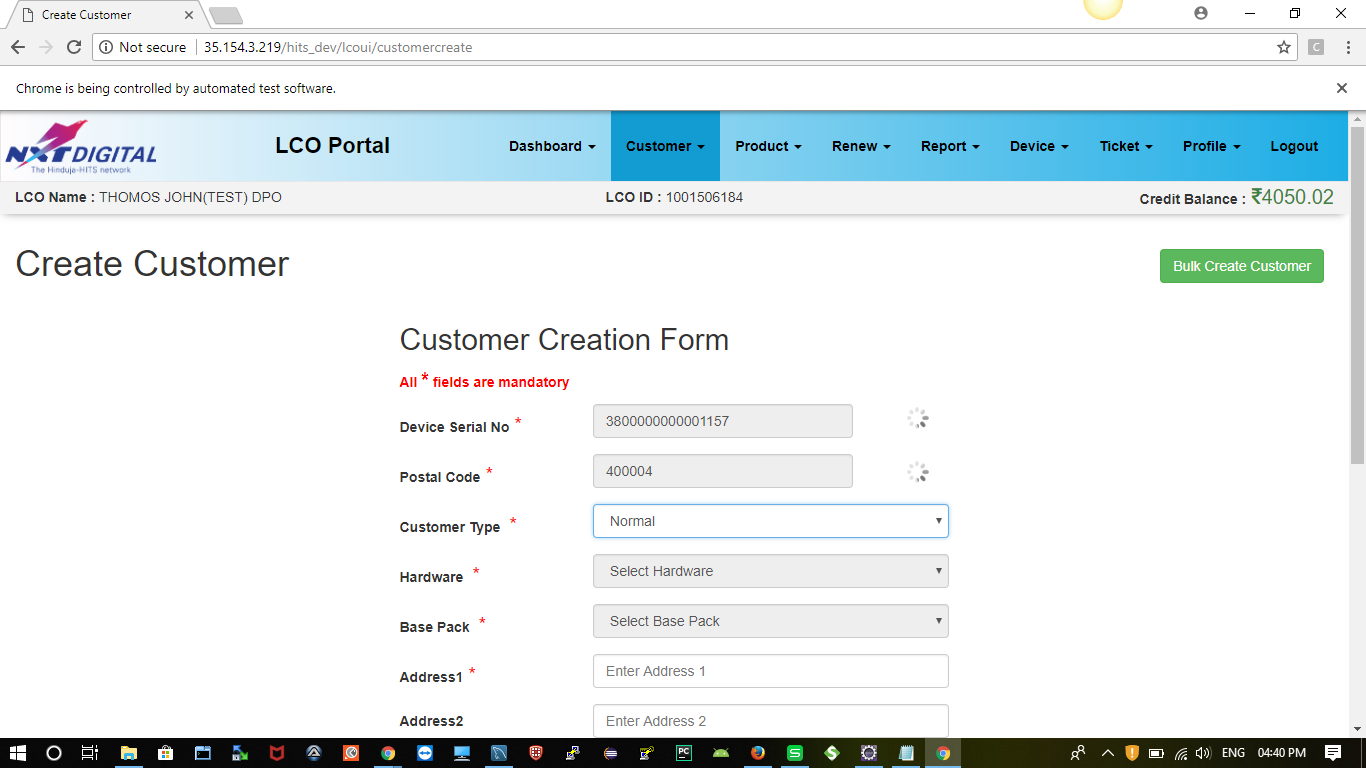 Create Customer
Not secure 35.154.3.219/hits_dev/lcoui/customercreate
C
Chrome is being controlled by automated test software.
NXT DIGITAL
The Hinduja-HITS network
LCO Portal
Dashboard Customer Product Renew Report Device Ticket Profile Logout
LCO Name : THOMOS JOHN(TEST) DPO LCO ID : 1001506184 Credit Balance : ₹4050.02
Create Customer
Bulk Create Customer
Customer Creation Form
All * fields are mandatory
Device Serial No * 3800000000001157
Postal Code * 400004
Customer Type * Normal
Hardware * Select Hardware
Base Pack * Select Base Pack
Address1 * Enter Address 1
Address2 Enter Address 2
PC ENG 04:40 PM